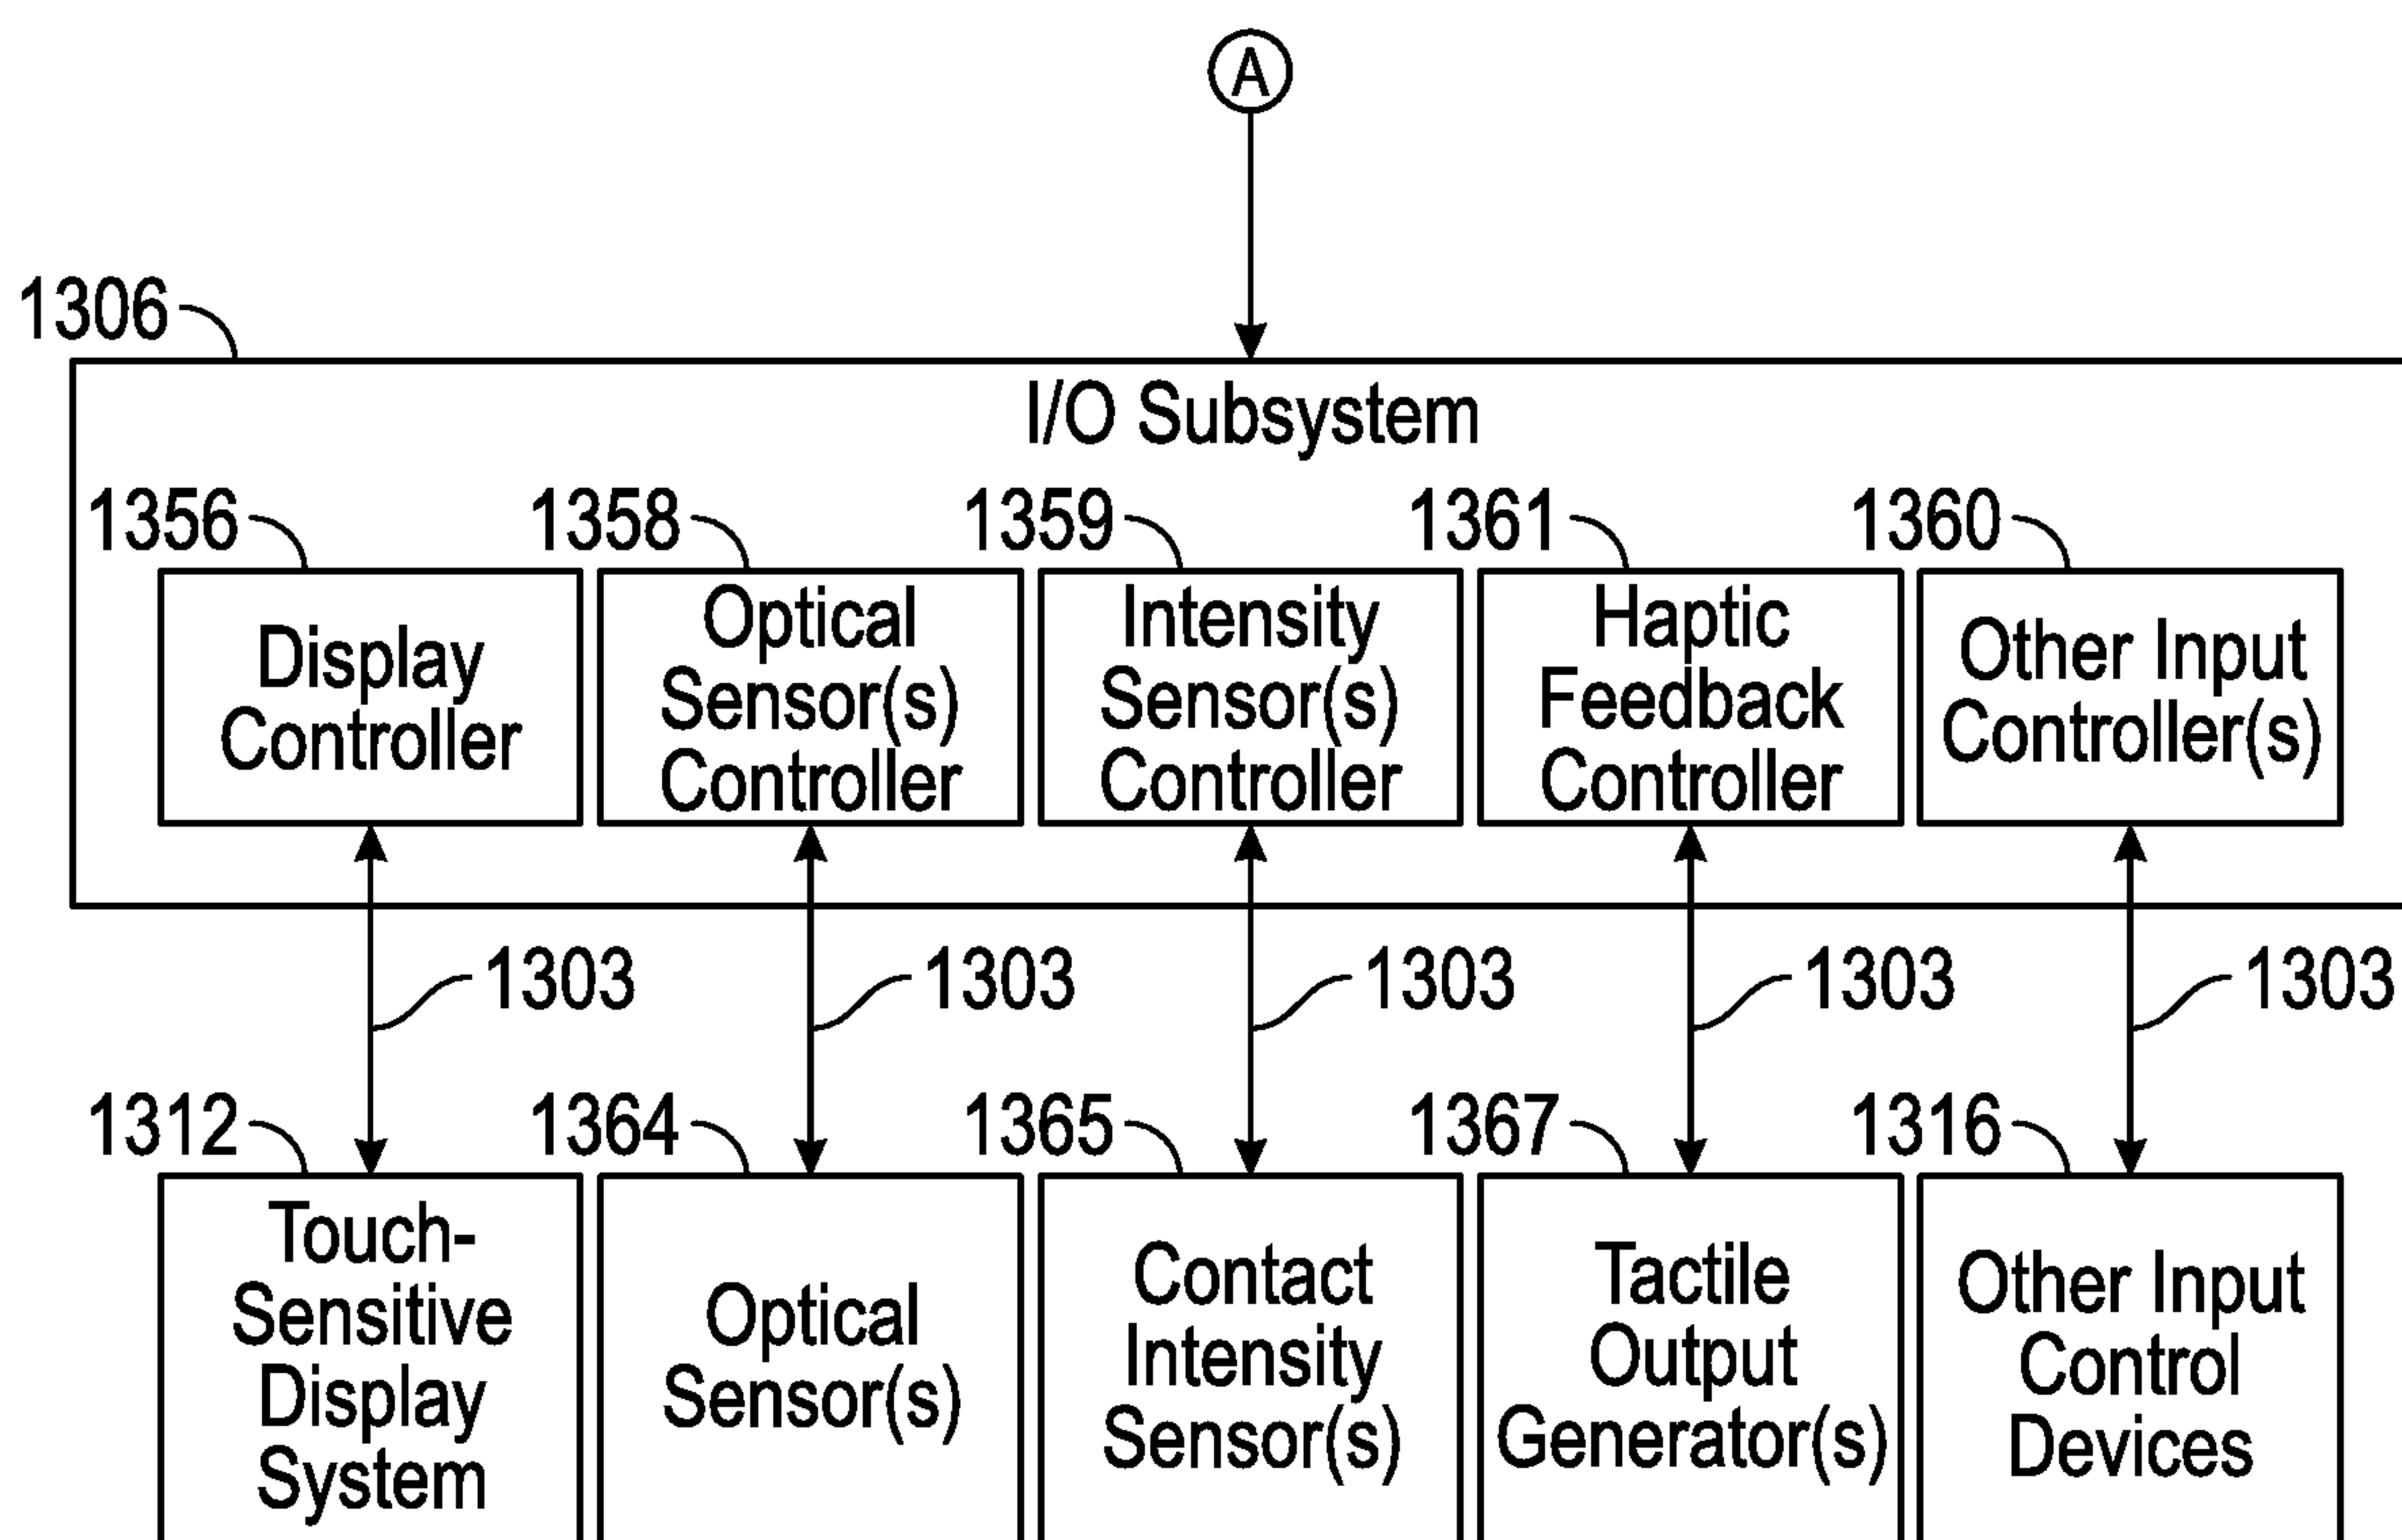 A
1306
I/O Subsystem
1356
1358
1359
1361
1360
Display
Controller
Optical
Sensor(s)
Controller
Intensity
Sensor(s)
Controller
Haptic
Feedback
Controller
Other Input
Controller(s)
1303
1303
1303
1303
1303
1312
1364
1365
1367
1316
Touch-
Sensitive
Display
System
Optical
Sensor(s)
Contact
Intensity
Sensor(s)
Tactile
Output
Generator(s)
Other Input
Control
Devices